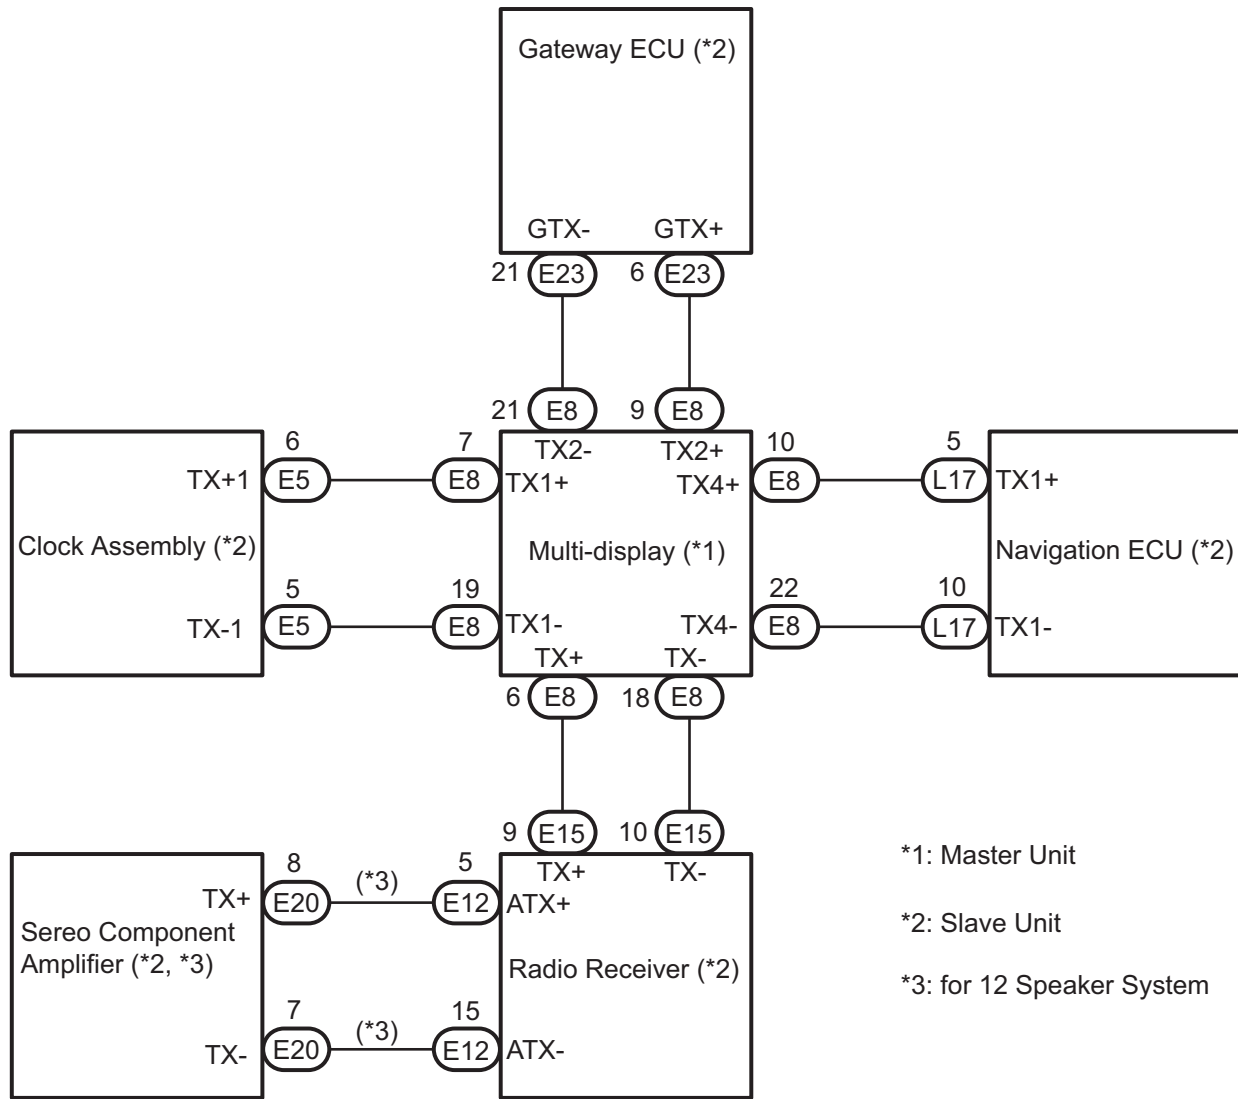 Gateway ECU (*2)
GTX- GTX+
21 E23 6 E23
21 E8 9 E8
TX2- TX2+
6 7 10 5
TX+1 E5 E8 TX1+ TX4+ E8 L17 TX1+
Clock Assembly (*2) Multi-display (*1) Navigation ECU (*2)
5 19 22 10
TX-1 E5 E8 TX1- TX4- E8 L17 TX1-
TX+ TX-
6 E8 18 E8
9 E15 10 E15
TX+ TX-
8 (*3) 5
TX+ E20 E12 ATX+
Sereo Component
Amplifier (*2, *3)
Radio Receiver (*2)
7 (*3) 15
TX- E20 E12 ATX-
*1: Master Unit
*2: Slave Unit
*3: for 12 Speaker System